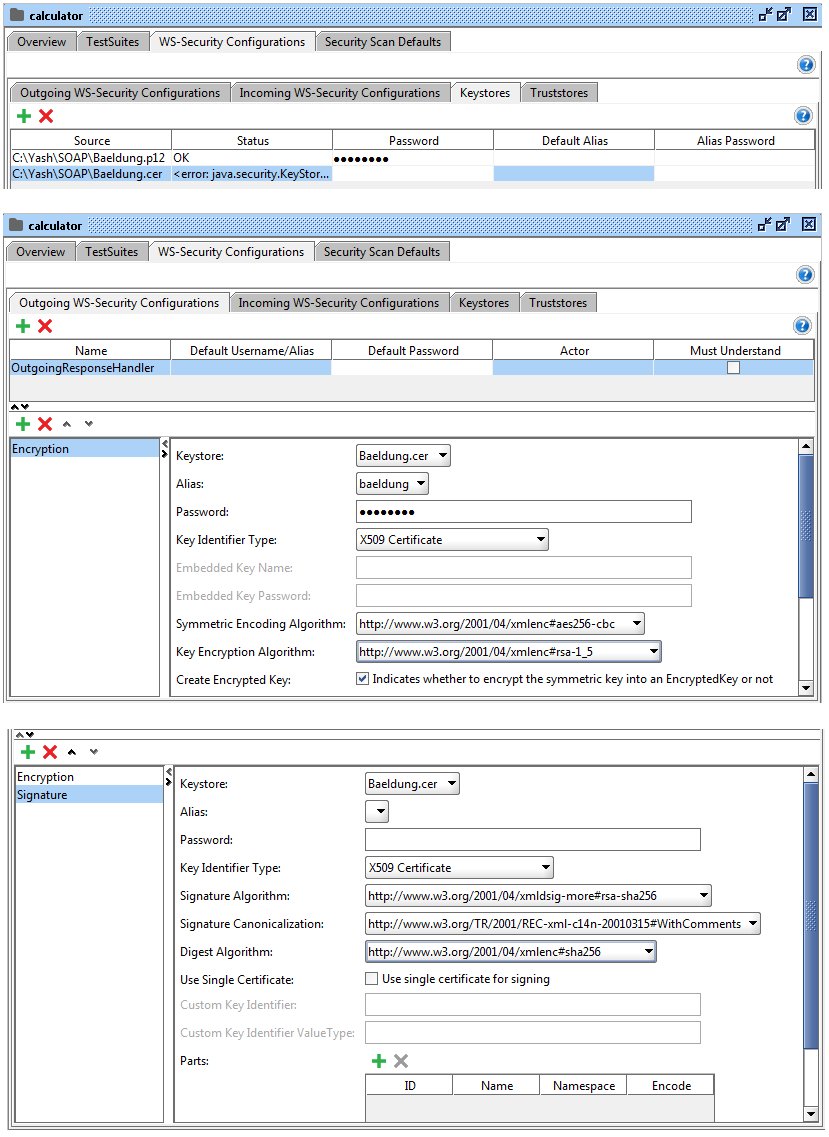 calculator
Overview TestSuites WS-Security Configurations Security Scan Defaults
Outgoing WS-Security Configurations Incoming WS-Security Configurations Keystores Truststores
Source Status Password Default Alias Alias Password
C:\Yash\SOAP\Baeldung.p12 OK ●●●●●●●●
C:\Yash\SOAP\Baeldung.cer <error: java.security.KeyStor...
calculator
Overview TestSuites WS-Security Configurations Security Scan Defaults
Outgoing WS-Security Configurations Incoming WS-Security Configurations Keystores Truststores
Name Default Username/Alias Default Password Actor Must Understand
OutgoingResponseHandler
Encryption
Keystore: Baeldung.cer
Alias: baeldung
Password: ●●●●●●●●
Key Identifier Type: X509 Certificate
Embedded Key Name:
Embedded Key Password:
Symmetric Encoding Algorithm: http://www.w3.org/2001/04/xmlenc#aes256-cbc
Key Encryption Algorithm: http://www.w3.org/2001/04/xmlenc#rsa-1_5
Create Encrypted Key: Indicates whether to encrypt the symmetric key into an EncryptedKey or not
Encryption
Signature
Keystore: Baeldung.cer
Alias:
Password:
Key Identifier Type: X509 Certificate
Signature Algorithm: http://www.w3.org/2001/04/xmldsig-more#rsa-sha256
Signature Canonicalization: http://www.w3.org/TR/2001/REC-xml-c14n-20010315#WithComments
Digest Algorithm: http://www.w3.org/2001/04/xmlenc#sha256
Use Single Certificate: Use single certificate for signing
Custom Key Identifier:
Custom Key Identifier ValueType:
Parts:
ID Name Namespace Encode